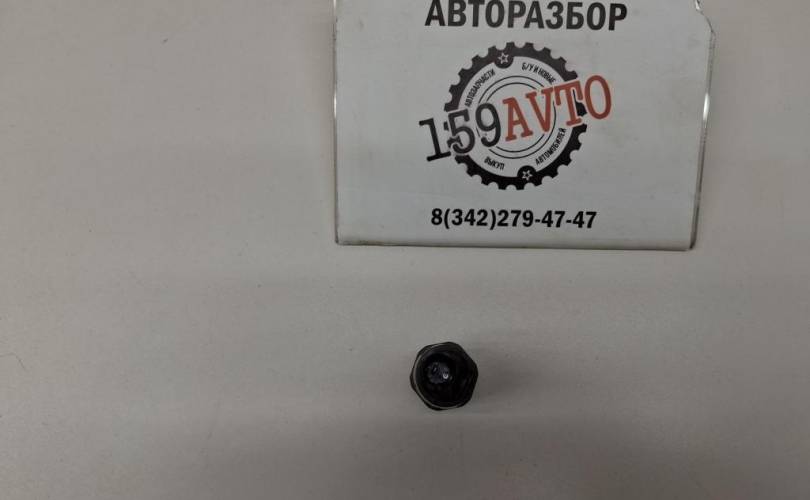 АВТОРАЗБОР
АВТОЗАПЧАСТИ
Б/У И НОВЫЕ
159AVTO
ВЫКУП
АВТОМОБИЛЕЙ
8(342)279-47-47